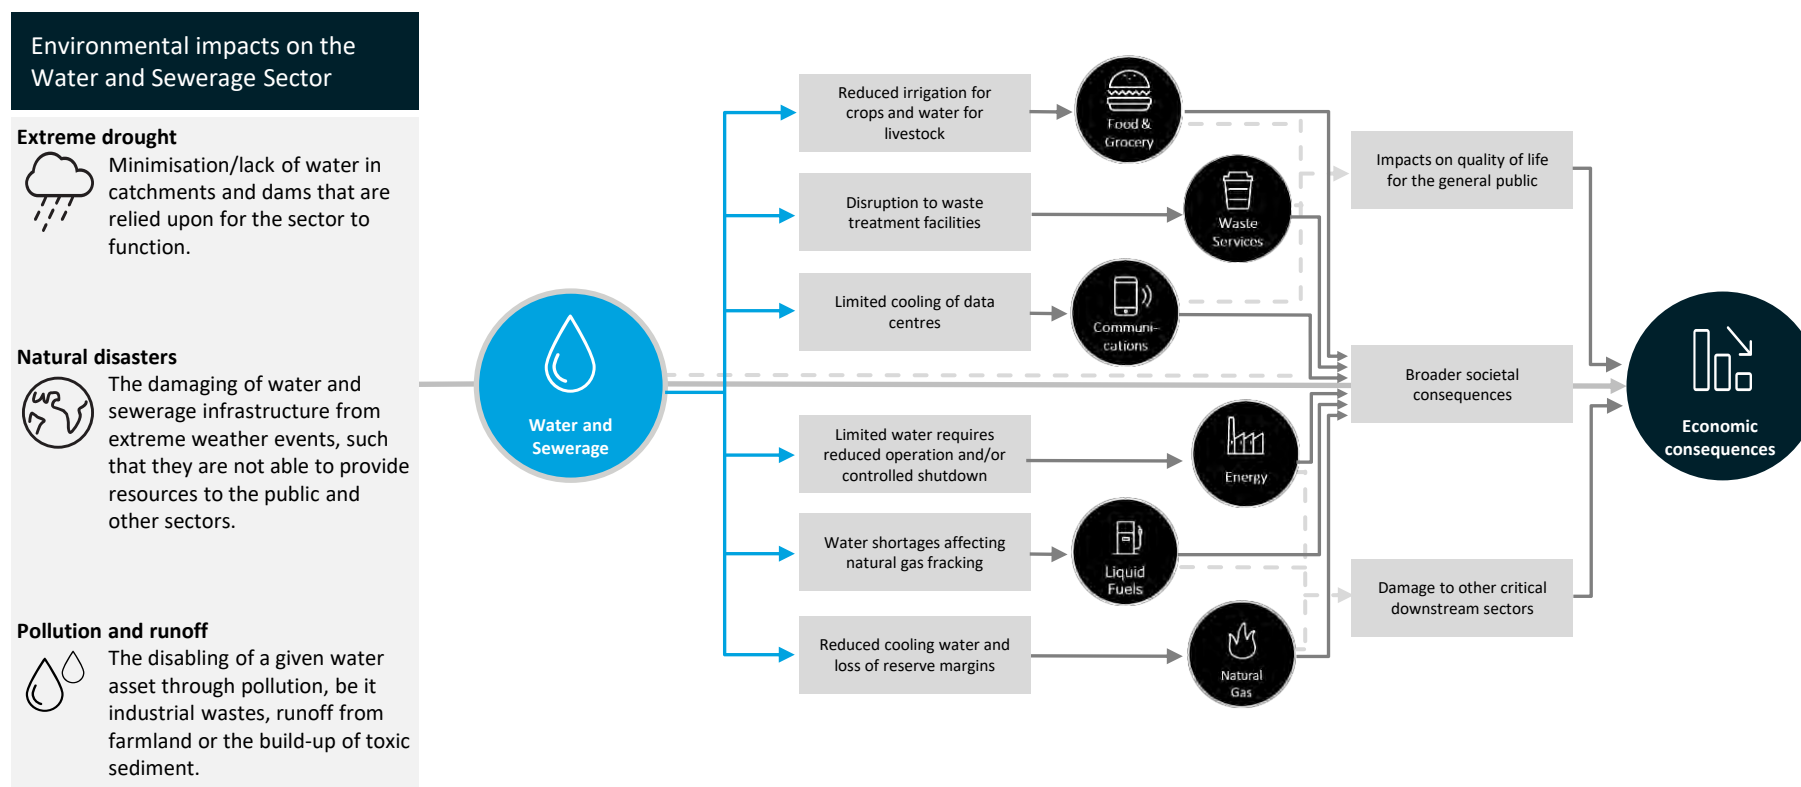 Environmental impacts on the
Water and Sewerage Sector
Extreme drought
Minimisation/lack of water in
catchments and dams that are
relied upon for the sector to
function.
Natural disasters
The damaging of water and
sewerage infrastructure from
extreme weather events, such
that they are not able to provide
resources to the public and
other sectors.
Pollution and runoff
The disabling of a given water
asset through pollution, be it
industrial wastes, runoff from
farmland or the build-up of toxic
sediment.
Water and
Sewerage
Reduced irrigation for
crops and water for
livestock
Food &
Grocery
Disruption to waste
treatment facilities
Waste
Services
Limited cooling of data
centres
Communi-
cations
Limited water requires
reduced operation and/or
controlled shutdown
Energy
Water shortages affecting
natural gas fracking
Liquid
Fuels
Reduced cooling water and
loss of reserve margins
Natural
Gas
Impacts on quality of life
for the general public
Broader societal
consequences
Damage to other critical
downstream sectors
Economic
consequences